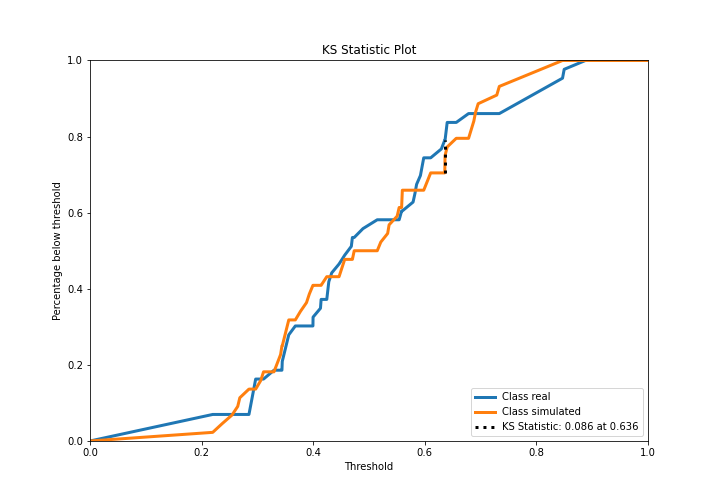 KS Statistic Plot
1.0
0.8
0.6
0.4
0.2
0.0
Percentage below threshold
0.0 0.2 0.4 0.6 0.8 1.0
Threshold
Class real
Class simulated
KS Statistic: 0.086 at 0.636